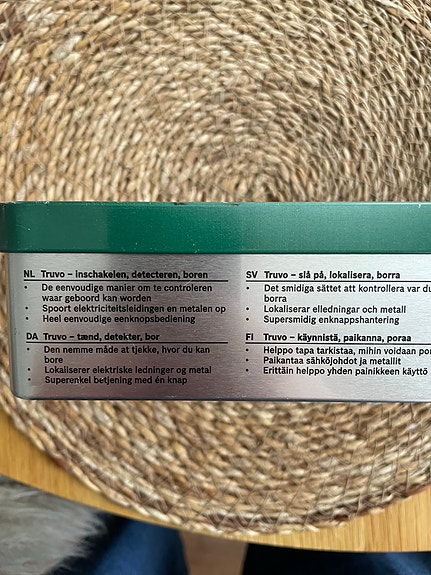 NL Truvo – inschakelen, detecteren, boren
• De eenvoudige manier om te controleren
waar geboord kan worden
• Spoort elektriciteitsleidingen en metalen op
• Heel eenvoudige eenknopsbediening
DA Truvo – tænd, detekter, bor
• Den nemme måde at tjekke, hvor du kan
bore
• Lokaliserer elektriske ledninger og metal
• Superenkel betjening med én knap
SV Truvo – slå på, lokalisera, borra
• Det smidiga sättet att kontrollera var du
borra
• Lokaliserar elledningar och metall
• Supersmidig enknappshantering
FI Truvo – käynnistä, paikanna, poraa
• Helppo tapa tarkistaa, mihin voidaan
• Paikantaa sähköjohdot ja metallit
• Erittäin helppo yhden painikkeen käyttö